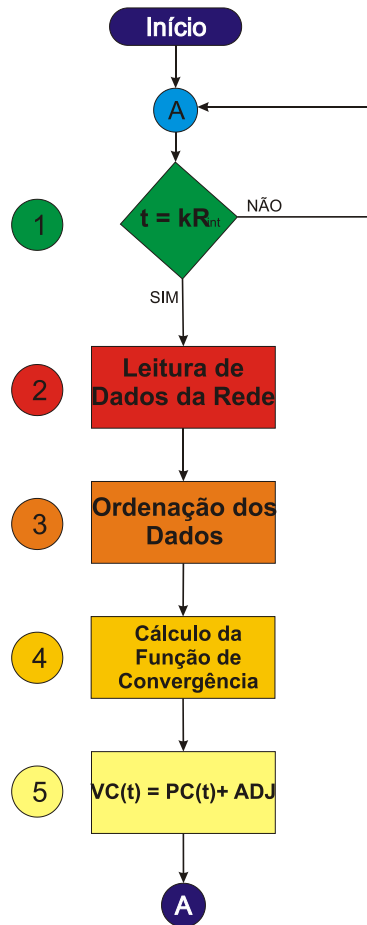 Início
A
t = kRint
NÃO
1
SIM
Leitura de
2
Dados da Rede
Ordenação dos
3
Dados
Cálculo da
4
Função de
Convergência
5
VC(t) = PC(t)+ ADJ
A